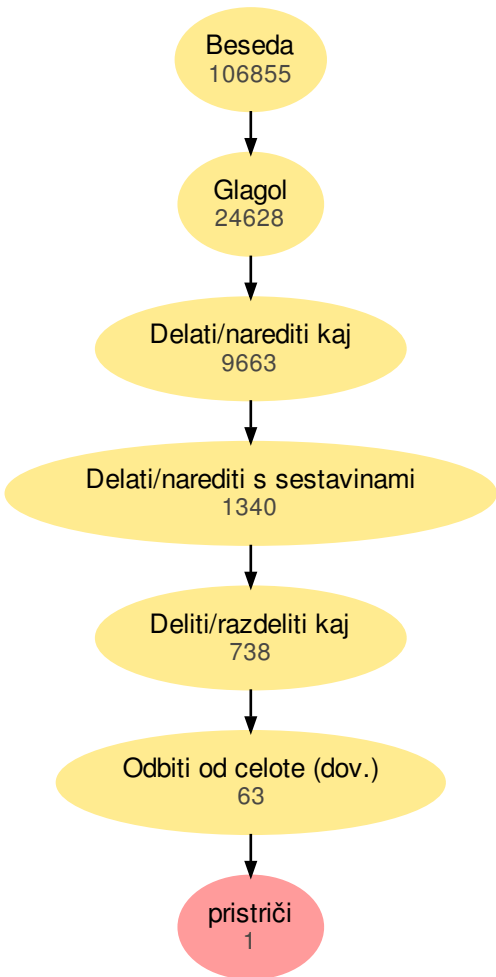 Beseda
106855
Glagol
24628
Delati/narediti kaj
9663
Delati/narediti s sestavinami
1340
Deliti/razdeliti kaj
738
Odbiti od celote (dov.)
63
pristriči
1